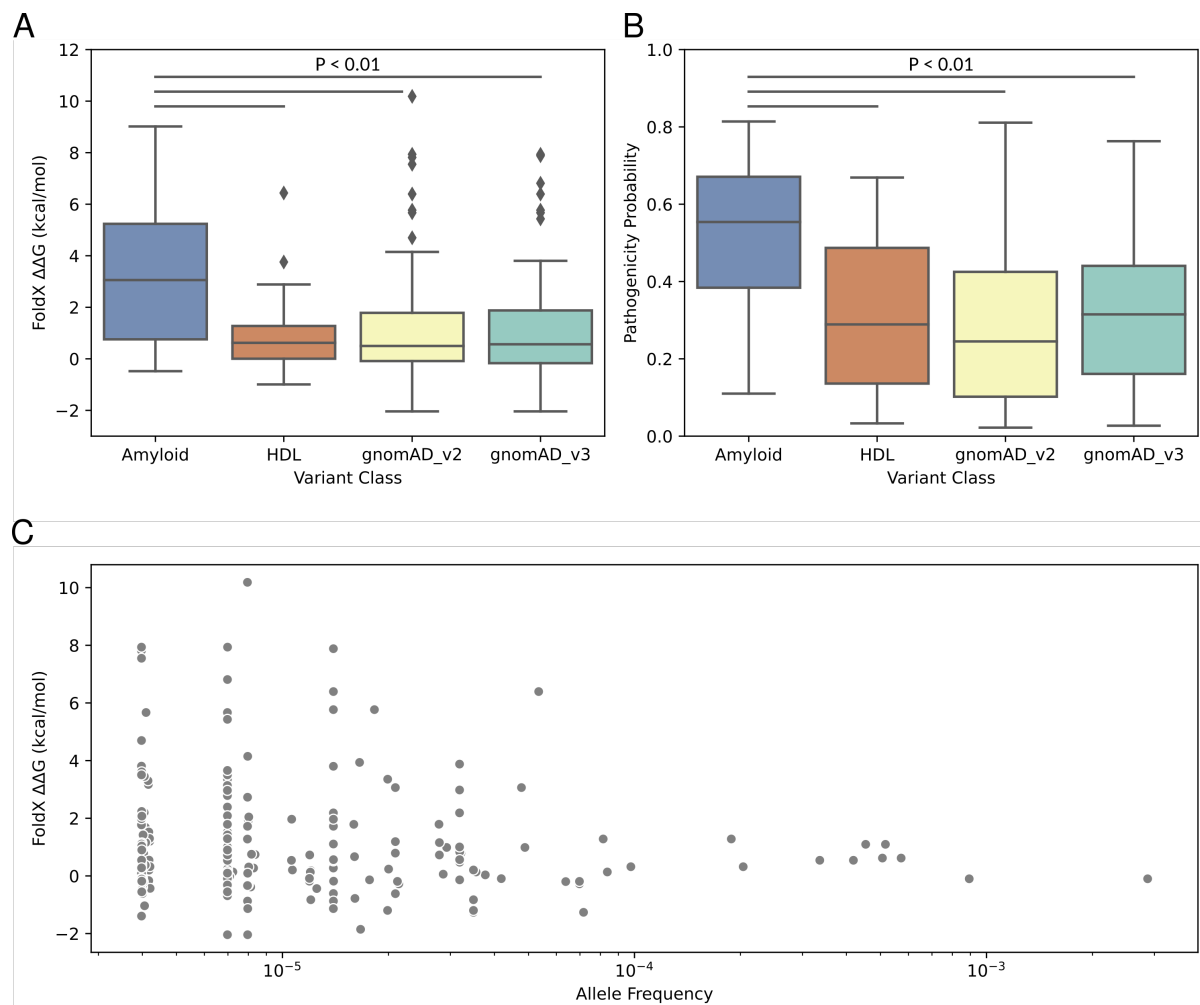 A
B
P < 0.01
P < 0.01
12
10
8
6
4
2
0
−2
FoldX ΔΔG (kcal/mol)
Amyloid HDL gnomAD_v2 gnomAD_v3
Variant Class
1.0
0.8
0.6
0.4
0.2
0.0
Pathogenicity Probability
Amyloid HDL gnomAD_v2 gnomAD_v3
Variant Class
C
10
8
6
4
2
0
−2
FoldX ΔΔG (kcal/mol)
10⁻⁵ 10⁻⁴ 10⁻³
Allele Frequency